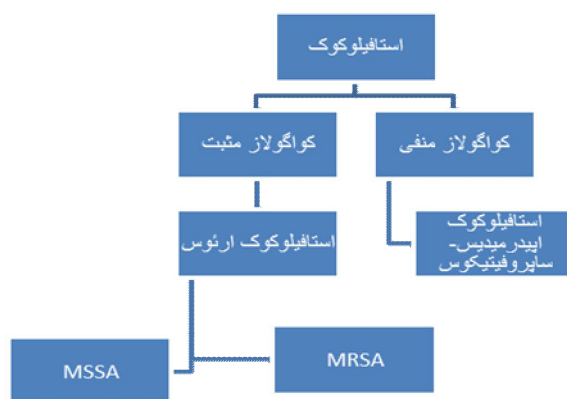 استافیلوکوک
کواگولاز منفی
کواگولاز مثبت
استافیلوکوک
اپیدرمیدیس-
ساپروفیتیکوس
استافیلوکوک ارئوس
MRSA
MSSA